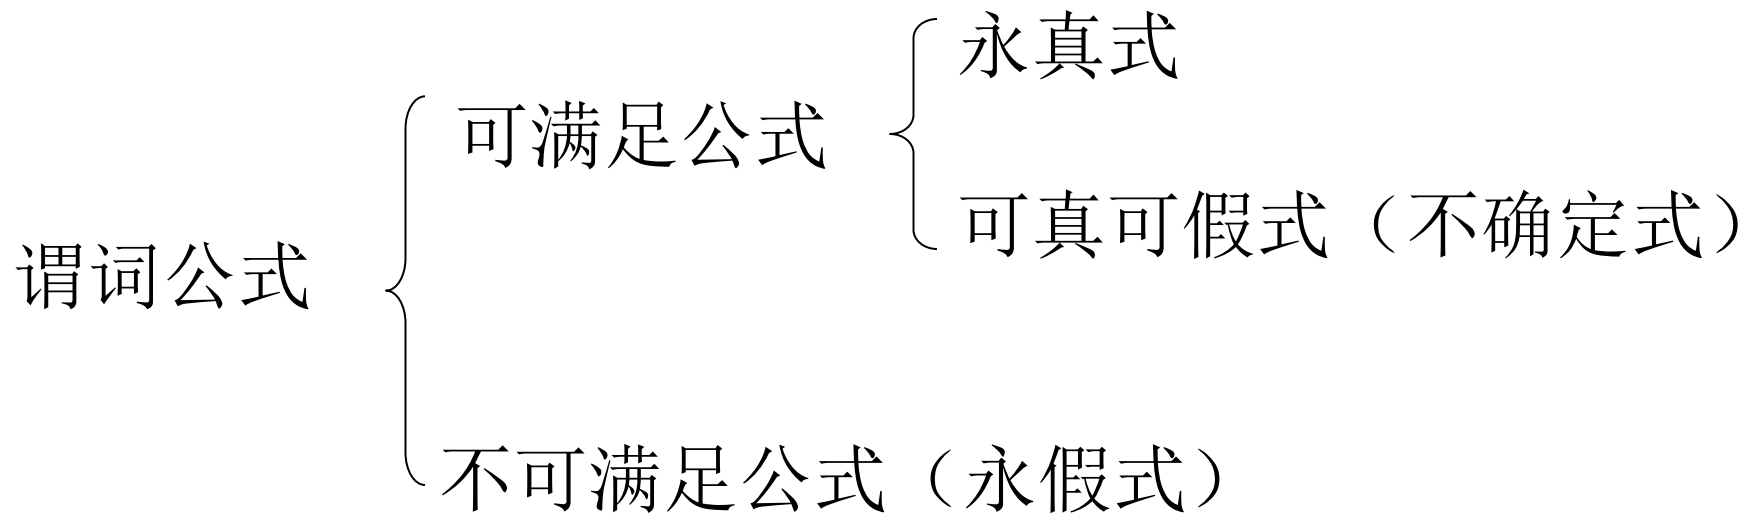 永真式
可满足公式
可真可假式（不确定式）
谓词公式
不可满足公式（永假式）